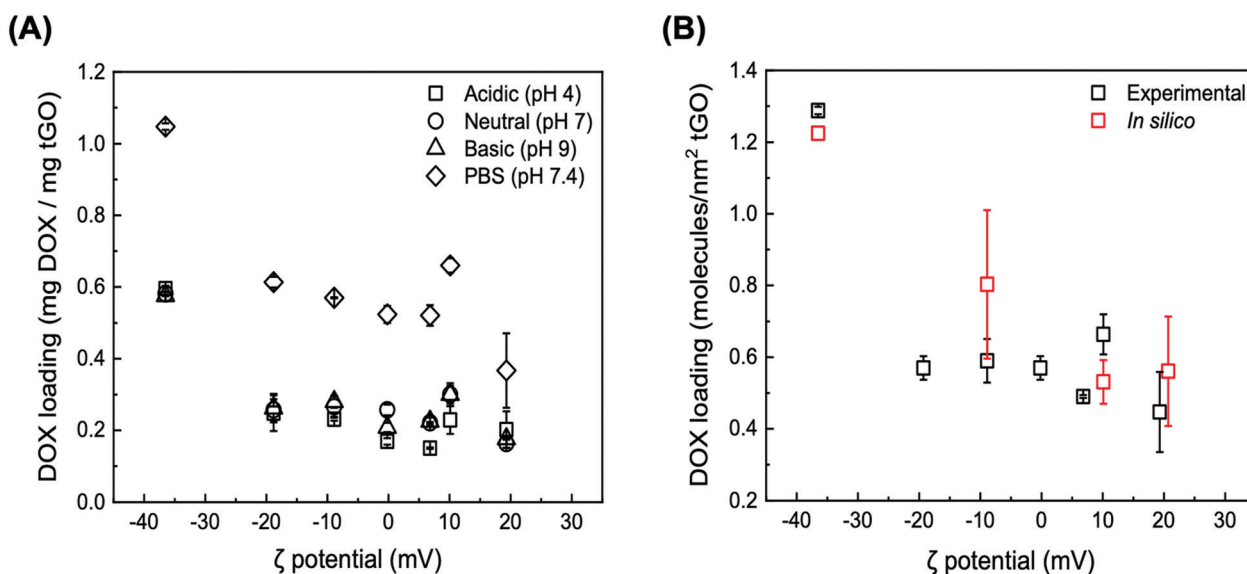 (A)
DOX loading (mg DOX / mg tGO)
1.2
1.0
0.8
0.6
0.4
0.2
0.0
Acidic (pH 4)
Neutral (pH 7)
Basic (pH 9)
PBS (pH 7.4)
-40 -30 -20 -10 0 10 20 30
ζ potential (mV)
(B)
DOX loading (molecules/nm² tGO)
1.4
1.2
1.0
0.8
0.6
0.4
0.2
Experimental
In silico
-40 -30 -20 -10 0 10 20 30
ζ potential (mV)